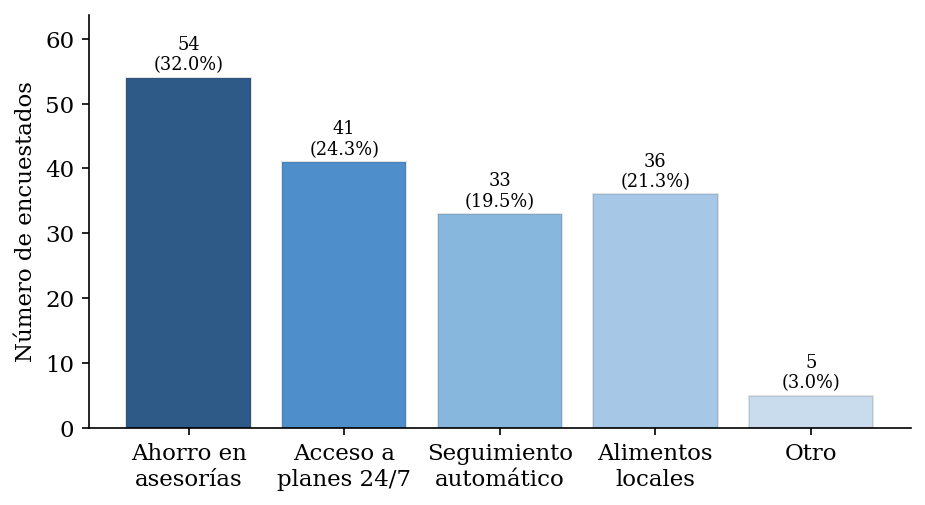 Número de encuestados
60
50
40
30
20
10
0
54
(32.0%)
41
(24.3%)
33
(19.5%)
36
(21.3%)
5
(3.0%)
Ahorro en
asesorías
Acceso a
planes 24/7
Seguimiento
automático
Alimentos
locales
Otro